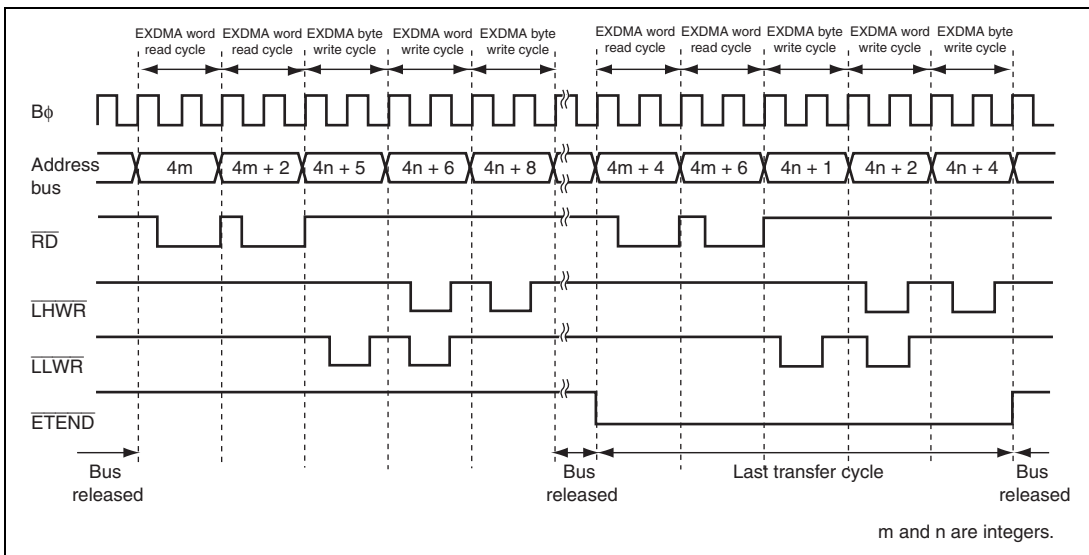 EXDMA word read cycle
EXDMA word read cycle
EXDMA byte write cycle
EXDMA word write cycle
EXDMA byte write cycle
EXDMA word read cycle
EXDMA word read cycle
EXDMA byte write cycle
EXDMA word write cycle
EXDMA byte write cycle
Bϕ
Address bus
4m
4m + 2
4n + 5
4n + 6
4n + 8
4m + 4
4m + 6
4n + 1
4n + 2
4n + 4
RD
LHWR
LLWR
ETEND
Bus released
Bus released
Last transfer cycle
Bus released
m and n are integers.